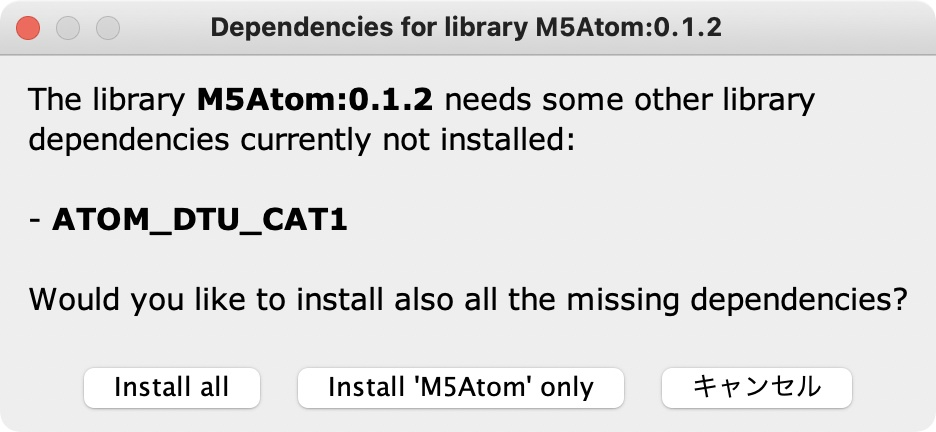 Dependencies for library M5Atom:0.1.2
The library M5Atom:0.1.2 needs some other library
dependencies currently not installed:
- ATOM_DTU_CAT1
Would you like to install also all the missing dependencies?
Install all
Install 'M5Atom' only
キャンセル